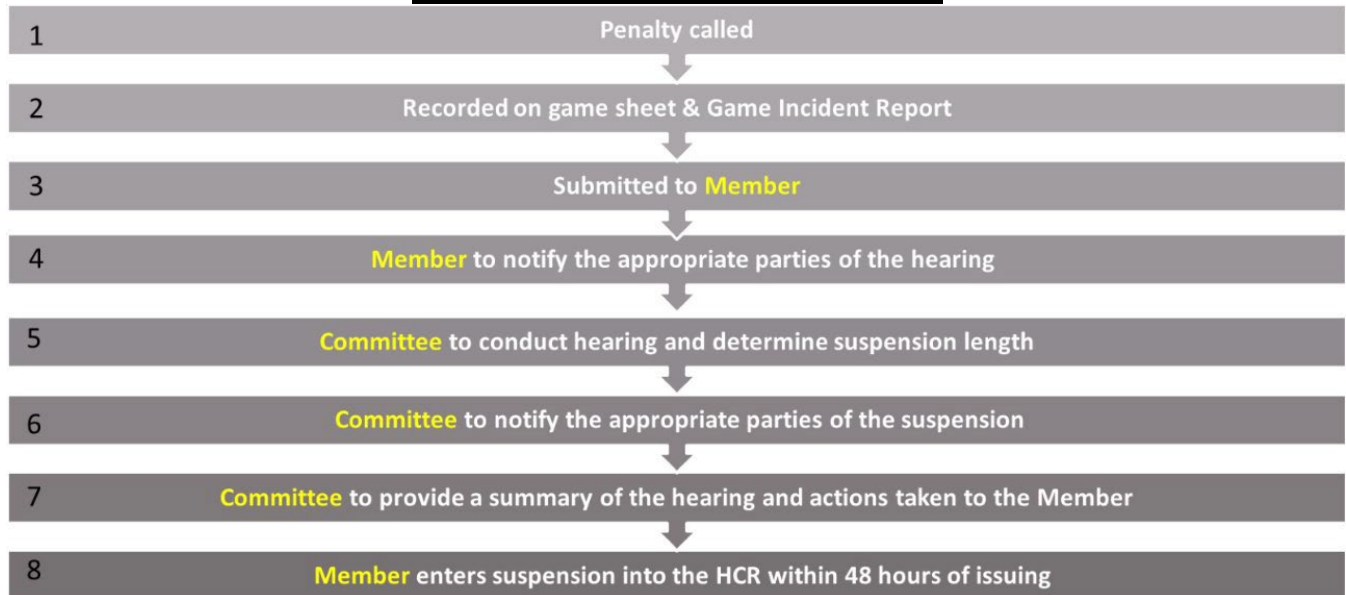 1 Penalty called
2 Recorded on game sheet & Game Incident Report
3 Submitted to Member
4 Member to notify the appropriate parties of the hearing
5 Committee to conduct hearing and determine suspension length
6 Committee to notify the appropriate parties of the suspension
7 Committee to provide a summary of the hearing and actions taken to the Member
8 Member enters suspension into the HCR within 48 hours of issuing